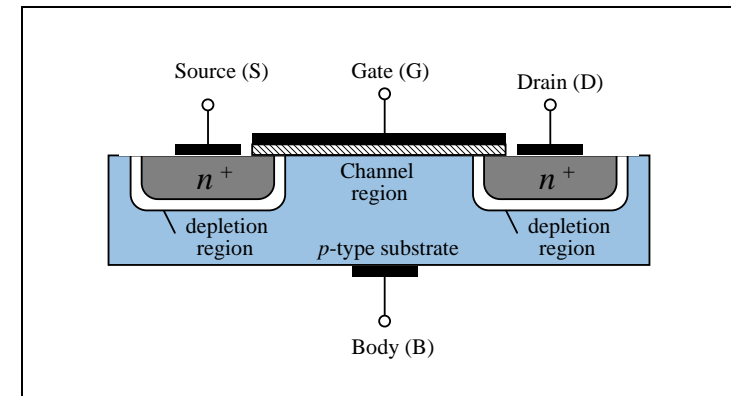 Source (S)
Gate (G)
Drain (D)
n +
Channel
region
n +
depletion
region
p-type substrate
depletion
region
Body (B)